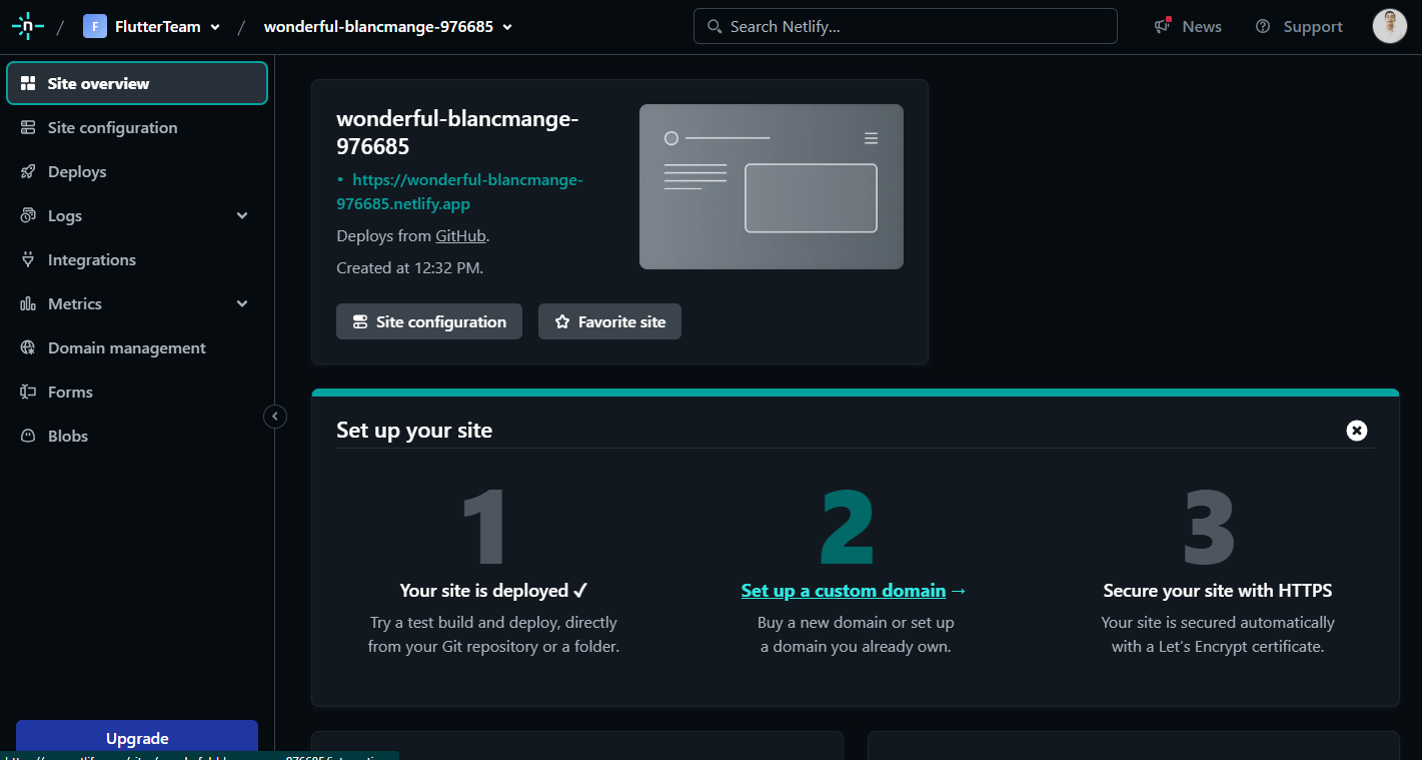 / F FlutterTeam / wonderful-blancmange-976685
Search Netlify...
News
Support
Site overview
Site configuration
Deploys
Logs
Integrations
Metrics
Domain management
Forms
Blobs
Upgrade
wonderful-blancmange-
976685
• https://wonderful-blancmange-
976685.netlify.app
Deploys from GitHub.
Created at 12:32 PM.
Site configuration
Favorite site
Set up your site
1
Your site is deployed ✓
Try a test build and deploy, directly
from your Git repository or a folder.
2
Set up a custom domain →
Buy a new domain or set up
a domain you already own.
3
Secure your site with HTTPS
Your site is secured automatically
with a Let's Encrypt certificate.